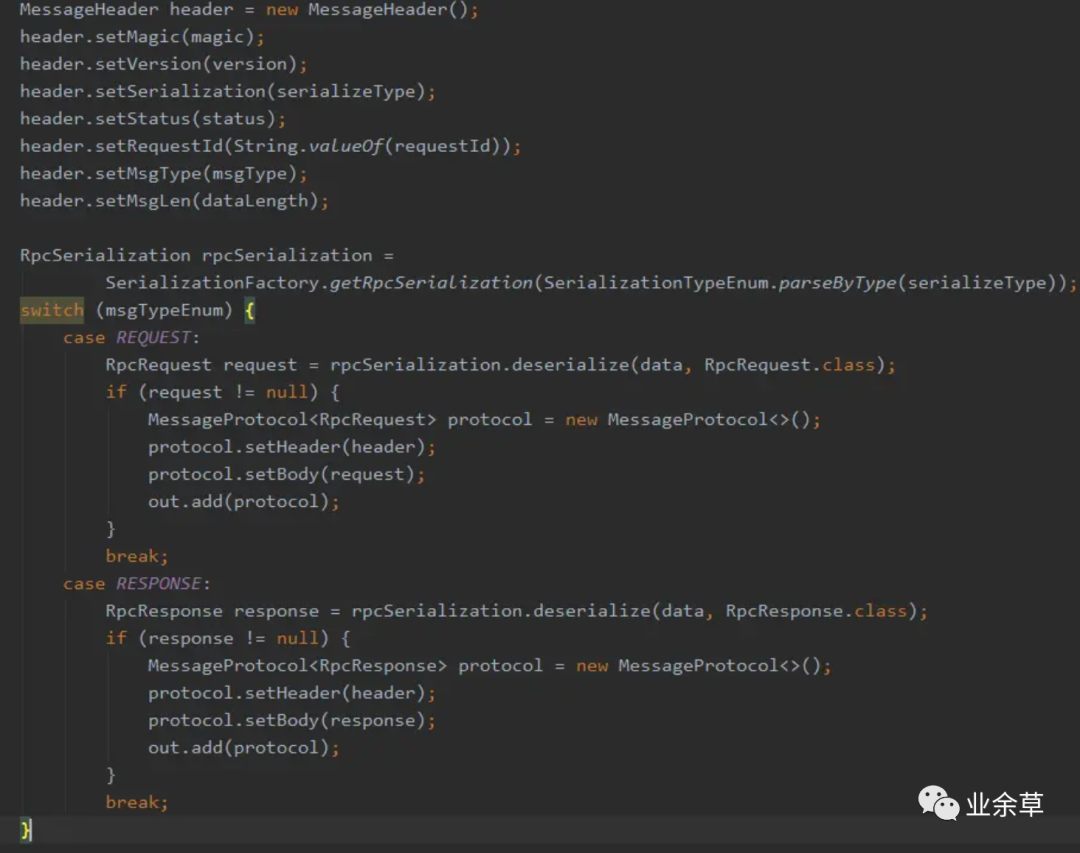 MessageHeader header = new MessageHeader();
header.setMagic(magic);
header.setVersion(version);
header.setSerialization(serializeType);
header.setStatus(status);
header.setRequestId(String.valueOf(requestId));
header.setMsgType(msgType);
header.setMsgLen(dataLength);

RpcSerialization rpcSerialization =
        SerializationFactory.getRpcSerialization(SerializationTypeEnum.parseByType(serializeType));
switch (msgTypeEnum) {
    case REQUEST:
        RpcRequest request = rpcSerialization.deserialize(data, RpcRequest.class);
        if (request != null) {
            MessageProtocol<RpcRequest> protocol = new MessageProtocol<>();
            protocol.setHeader(header);
            protocol.setBody(request);
            out.add(protocol);
        }
        break;
    case RESPONSE:
        RpcResponse response = rpcSerialization.deserialize(data, RpcResponse.class);
        if (response != null) {
            MessageProtocol<RpcResponse> protocol = new MessageProtocol<>();
            protocol.setHeader(header);
            protocol.setBody(response);
            out.add(protocol);
        }
        break;
}
业余草